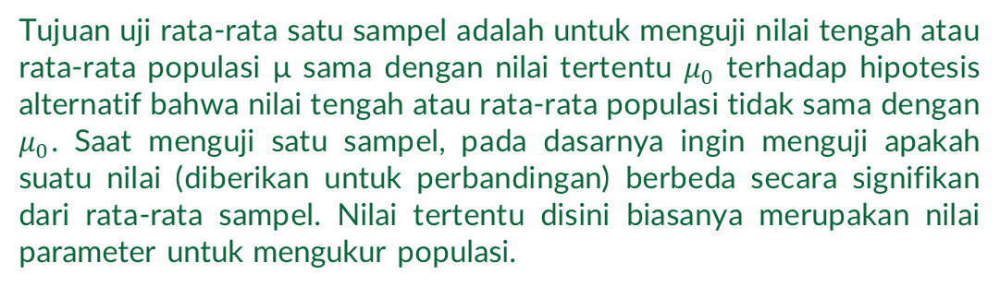 Tujuan uji rata-rata satu sampel adalah untuk menguji nilai tengah atau
rata-rata populasi μ sama dengan nilai tertentu μ₀ terhadap hipotesis
alternatif bahwa nilai tengah atau rata-rata populasi tidak sama dengan
μ₀. Saat menguji satu sampel, pada dasarnya ingin menguji apakah
suatu nilai (diberikan untuk perbandingan) berbeda secara signifikan
dari rata-rata sampel. Nilai tertentu disini biasanya merupakan nilai
parameter untuk mengukur populasi.